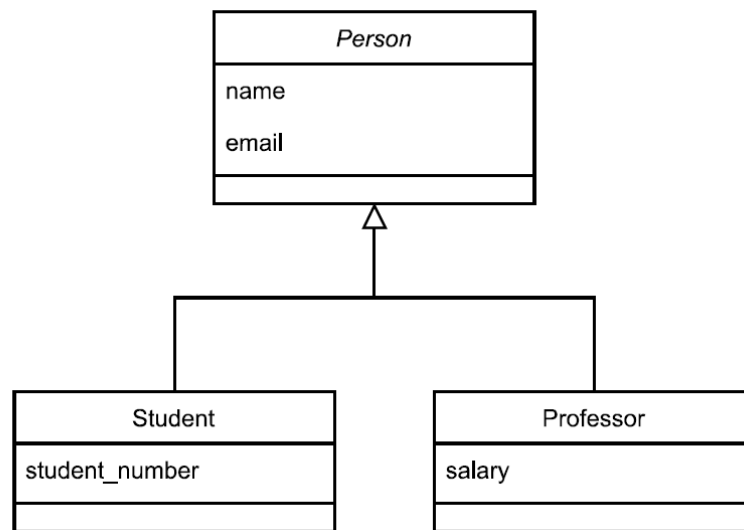 Person
name
email
Student
student_number
Professor
salary